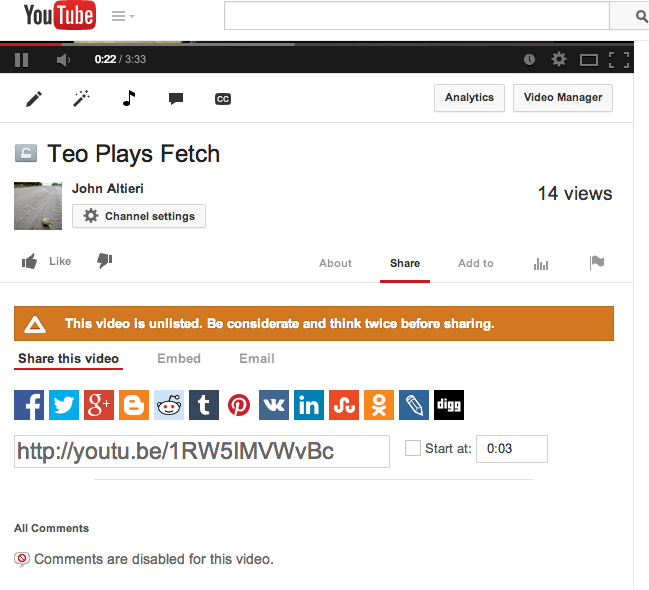 YouTube
0:22 / 3:33
CC
Analytics
Video Manager
Teo Plays Fetch
John Altieri
14 views
Channel settings
Like
About
Share
Add to
This video is unlisted. Be considerate and think twice before sharing.
Share this video
Embed
Email
http://youtu.be/1RW5IMVWvBc
Start at:
0:03
All Comments
Comments are disabled for this video.